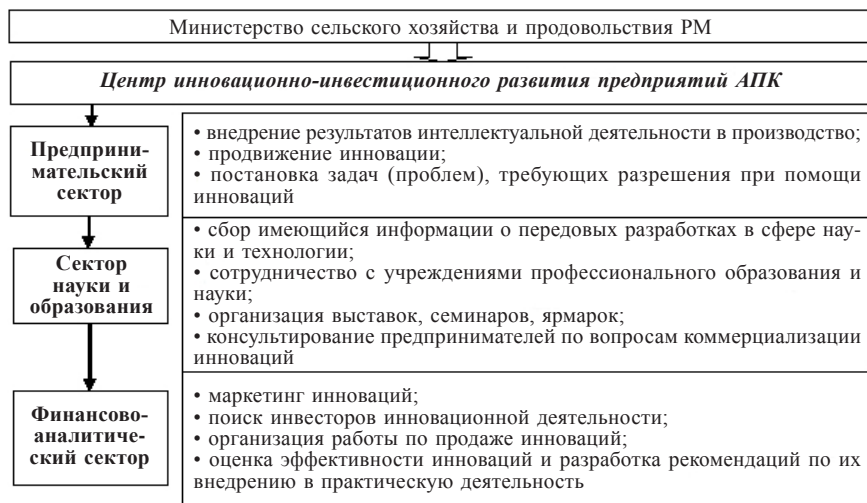 Министерство сельского хозяйства и продовольствия РМ
Центр инновационно-инвестиционного развития предприятий АПК
Предпринима-
тельский
сектор
• внедрение результатов интеллектуальной деятельности в производство;
• продвижение инновации;
• постановка задач (проблем), требующих разрешения при помощи
инноваций
Сектор
науки и
образования
• сбор имеющийся информации о передовых разработках в сфере нау-
ки и технологии;
• сотрудничество с учреждениями профессионального образования и
науки;
• организация выставок, семинаров, ярмарок;
• консультирование предпринимателей по вопросам коммерциализации
инноваций
Финансово-
аналитиче-
ский сектор
• маркетинг инноваций;
• поиск инвесторов инновационной деятельности;
• организация работы по продаже инноваций;
• оценка эффективности инноваций и разработка рекомендаций по их
внедрению в практическую деятельность